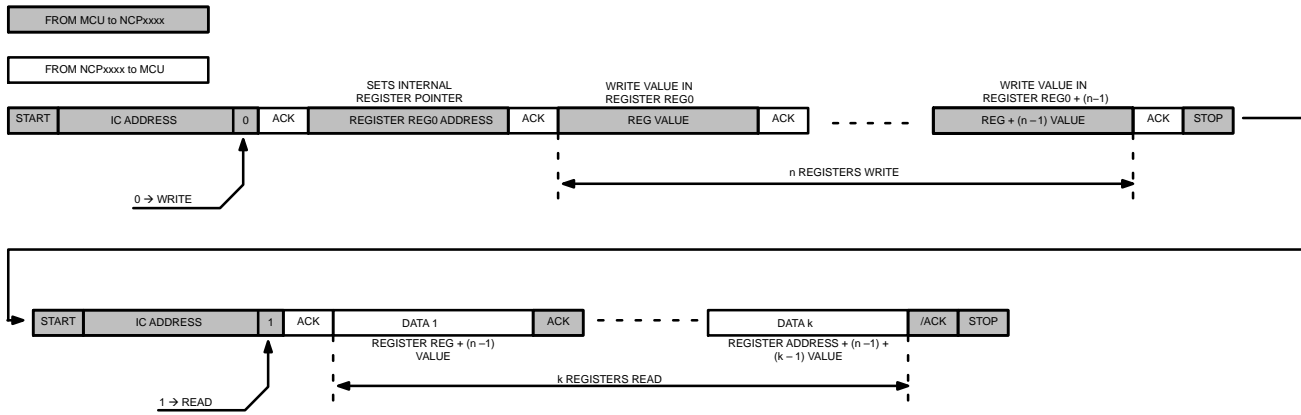 FROM MCU to NCPxxxx
FROM NCPxxxx to MCU
SETS INTERNAL
REGISTER POINTER
WRITE VALUE IN
REGISTER REG0
WRITE VALUE IN
REGISTER REG0 + (n–1)
START IC ADDRESS 0 ACK REGISTER REG0 ADDRESS ACK REG VALUE ACK REG + (n – 1) VALUE ACK STOP
n REGISTERS WRITE
0 → WRITE
START IC ADDRESS 1 ACK DATA 1 ACK DATA k /ACK STOP
REGISTER REG + (n –1)
VALUE
REGISTER ADDRESS + (n –1) +
(k – 1) VALUE
k REGISTERS READ
1 → READ